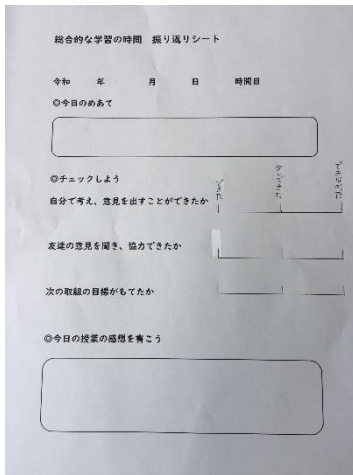 総合的な学習の時間 振り返りシート
令和 年 月 日 時間目
◎今日のめあて
◎チェックしよう
できた 少しできた できなかった
自分で考え、意見を出すことができたか
友達の意見を聞き、協力できたか
次の取組の目標がもてたか
◎今日の授業の感想を書こう